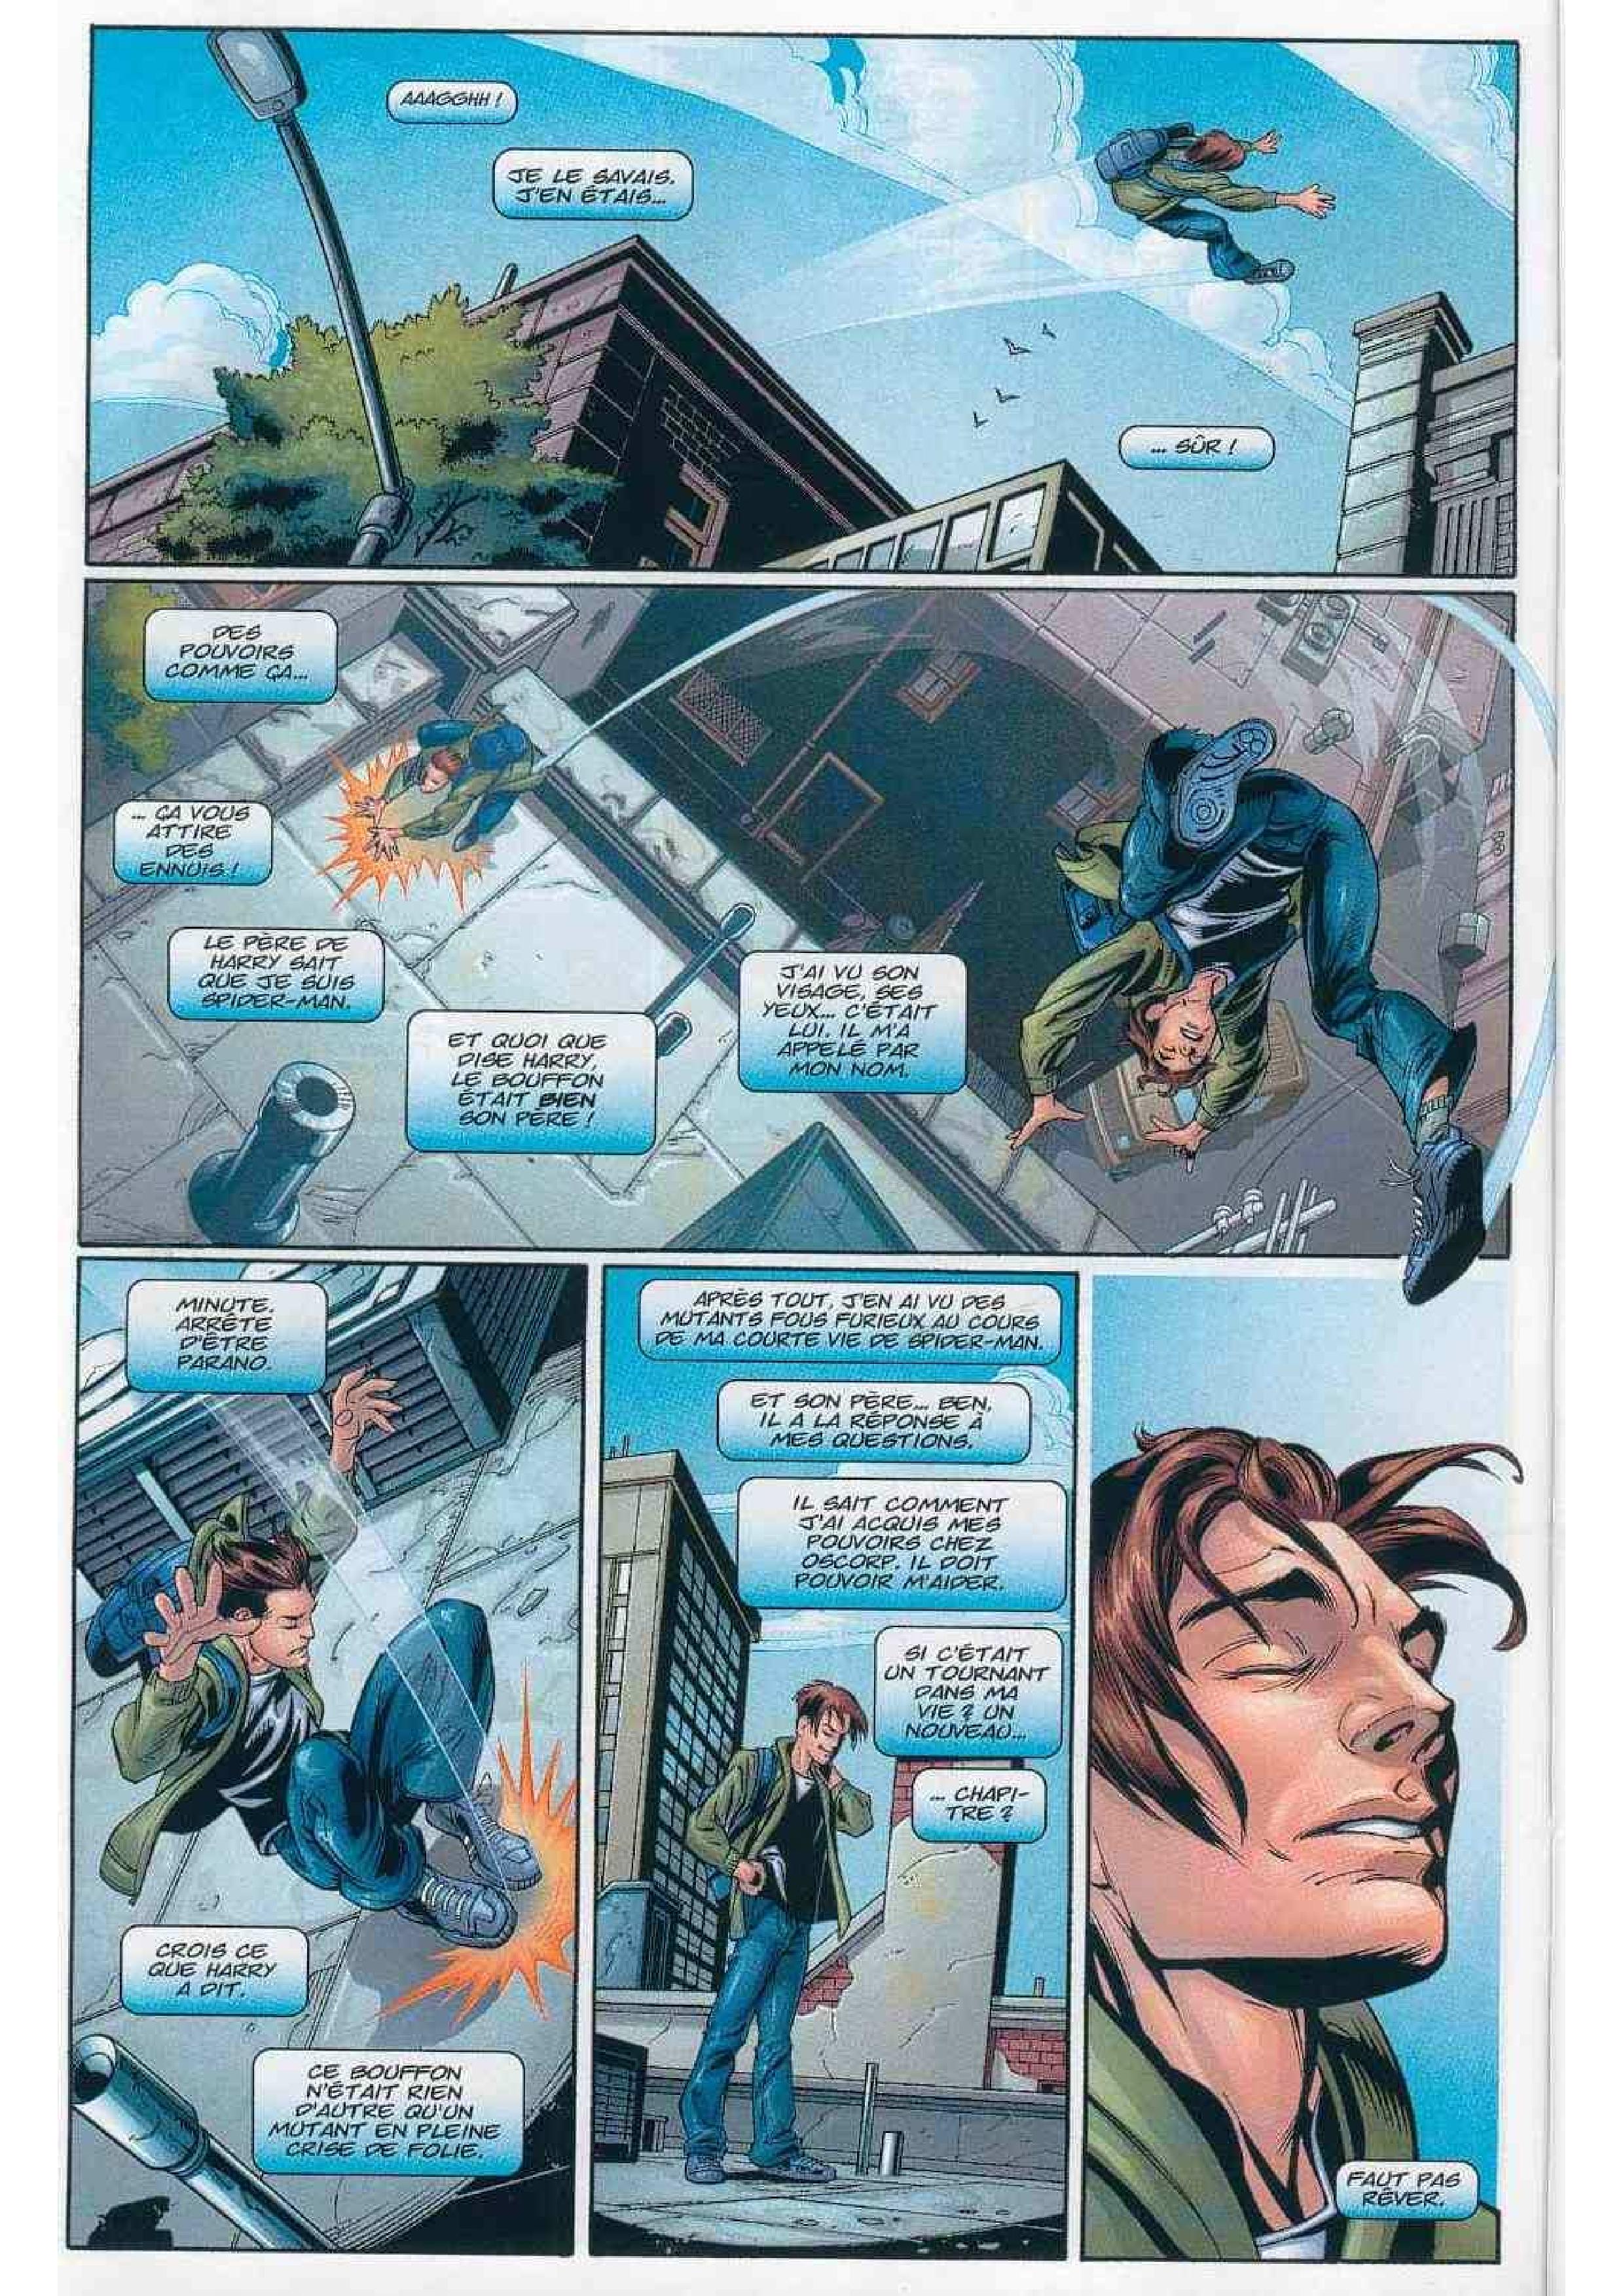 AAAGGHH !
JE LE SAVAIS.
J'EN ÉTAIS...
... SÛR !
DES
POUVOIRS
COMME ÇA...
... ÇA VOUS
ATTIRE
DES
ENNUIS !
LE PÈRE DE
HARRY SAIT
QUE JE SUIS
SPIDER-MAN.
ET QUOI QUE
DISE HARRY,
LE BOUFFON
ÉTAIT BIEN
SON PÈRE !
J'AI VU SON
VISAGE, SES
YEUX... C'ÉTAIT
LUI. IL M'A
APPELÉ PAR
MON NOM.
MINUTE.
ARRÊTE
D'ÊTRE
PARANO.
CROIS CE
QUE HARRY
A DIT.
CE BOUFFON
N'ÉTAIT RIEN
D'AUTRE QU'UN
MUTANT EN PLEINE
CRISE DE FOLIE.
APRÈS TOUT, J'EN AI VU DES
MUTANTS FOUS FURIEUX AU COURS
DE MA COURTE VIE DE SPIDER-MAN.
ET SON PÈRE... BEN,
IL A LA RÉPONSE À
MES QUESTIONS.
IL SAIT COMMENT
J'AI ACQUIS MES
POUVOIRS CHEZ
OSCORP. IL DOIT
POUVOIR M'AIDER.
SI C'ÉTAIT
UN TOURNANT
DANS MA
VIE ? UN
NOUVEAU...
... CHAPI-
TRE ?
FAUT PAS
RÊVER.